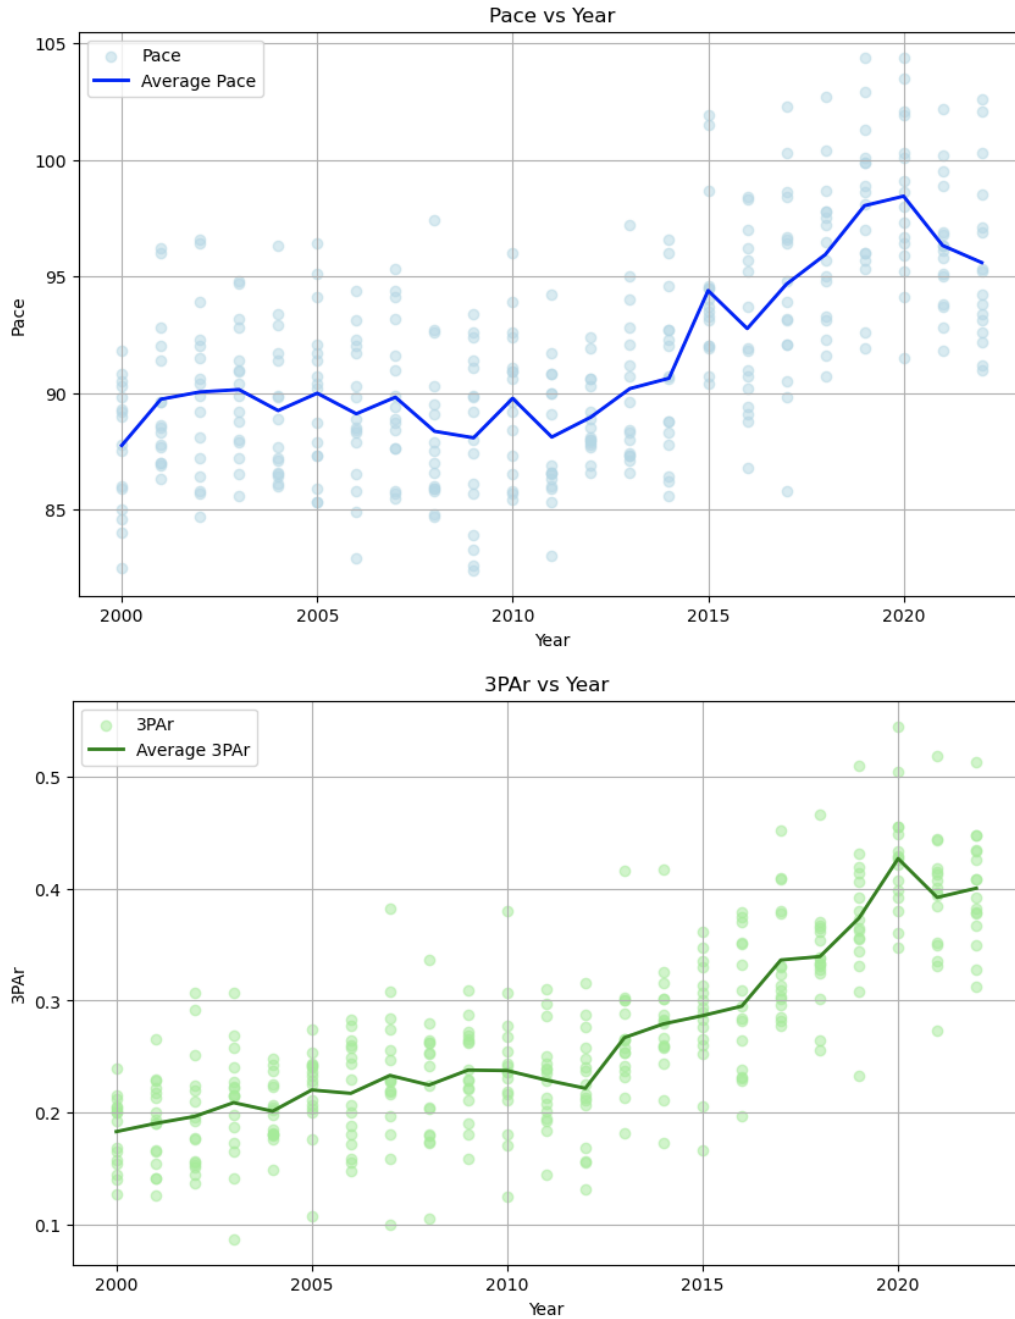 Pace vs Year
105
Pace
Average Pace
100
95
Pace
90
85
2000 2005 2010 2015 2020
Year
3PAr vs Year
3PAr
Average 3PAr
0.5
0.4
0.3
3PAr
0.2
0.1
2000 2005 2010 2015 2020
Year